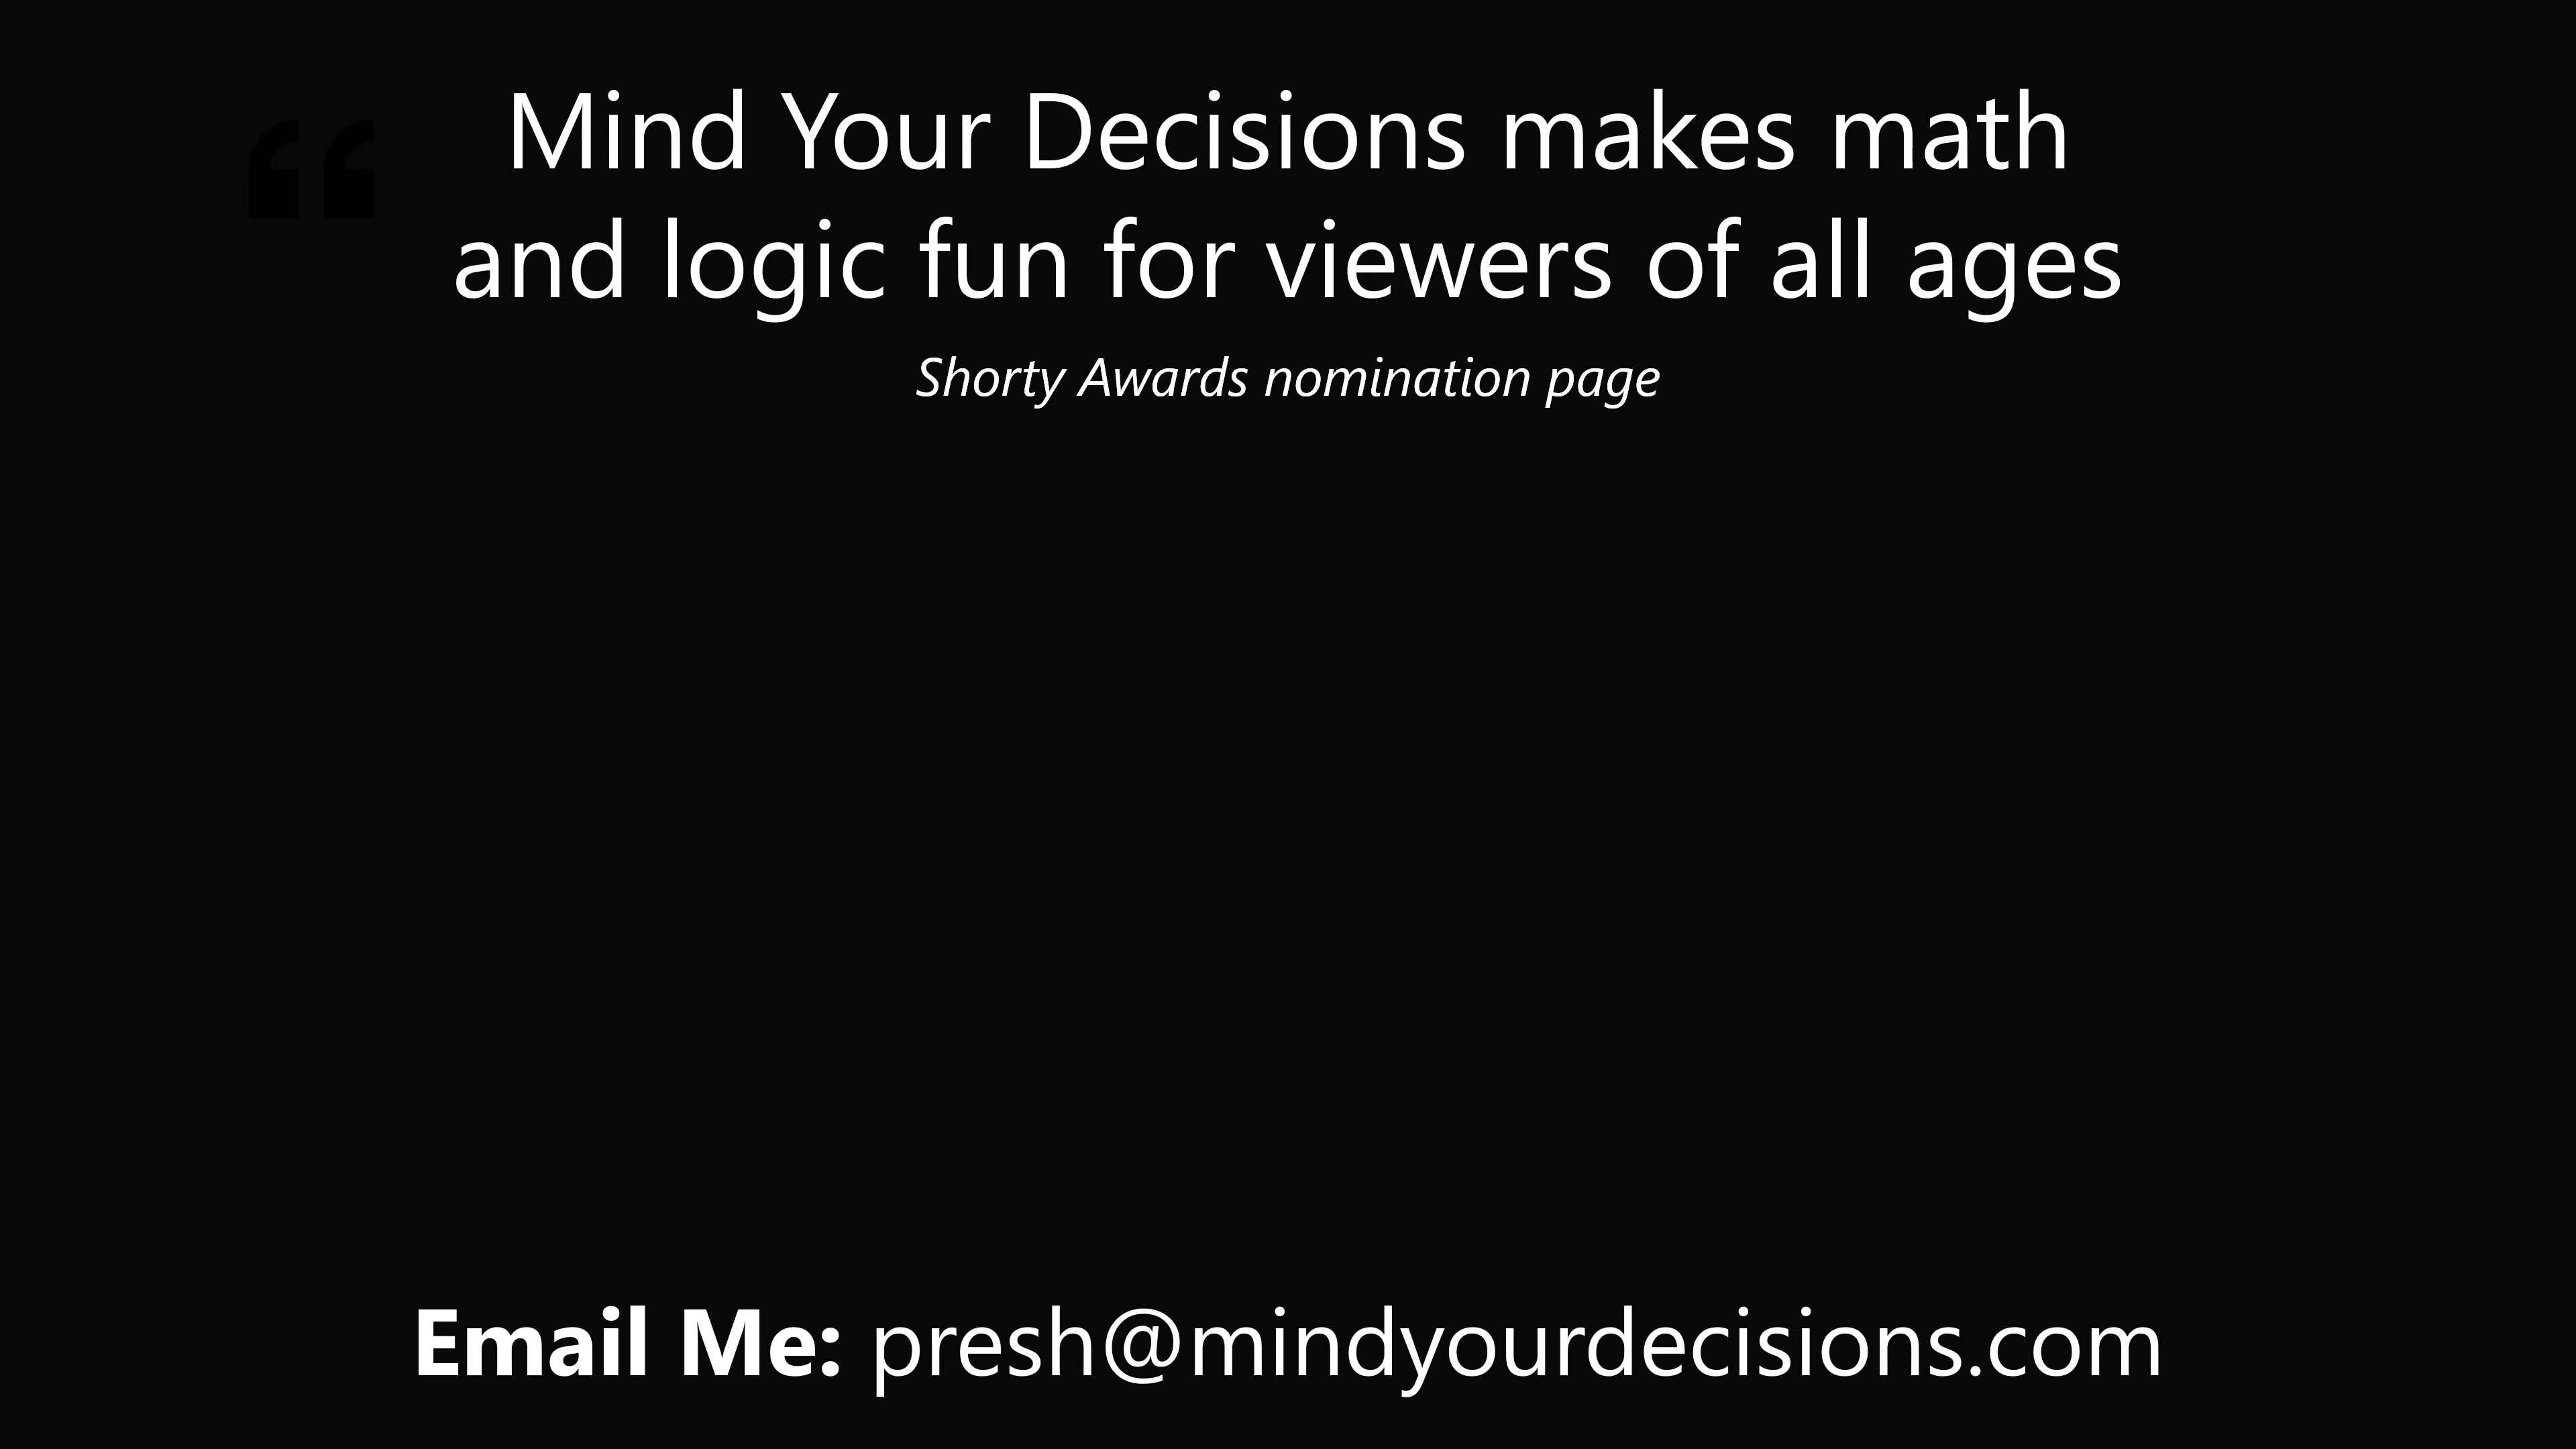 “
Mind Your Decisions makes math
and logic fun for viewers of all ages
Shorty Awards nomination page
Email Me: presh@mindyourdecisions.com